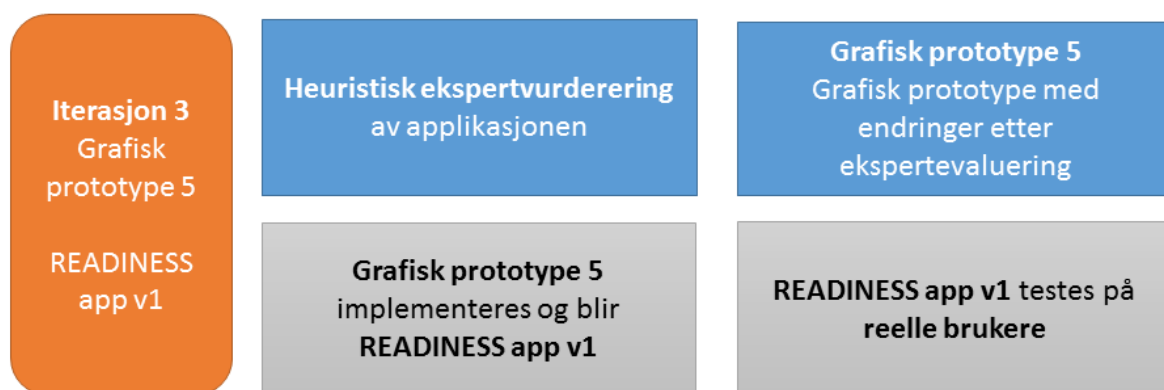 Iterasjon 3
Grafisk
prototype 5
READINESS
app v1
Heuristisk ekspertvurderering
av applikasjonen
Grafisk prototype 5
Grafisk prototype med
endringer etter
ekspertevaluering
Grafisk prototype 5
implementeres og blir
READINESS app v1
READINESS app v1 testes på
reelle brukere